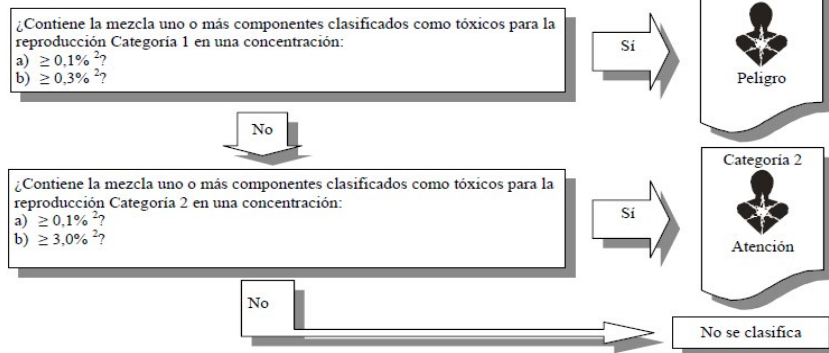 ¿Contiene la mezcla uno o más componentes clasificados como tóxicos para la
reproducción Categoría 1 en una concentración:
a) ≥ 0,1% ²?
b) ≥ 0,3% ²?
Sí
Peligro
No
¿Contiene la mezcla uno o más componentes clasificados como tóxicos para la
reproducción Categoría 2 en una concentración:
a) ≥ 0,1% ²?
b) ≥ 3,0% ²?
Sí
Categoría 2
Atención
No
No se clasifica